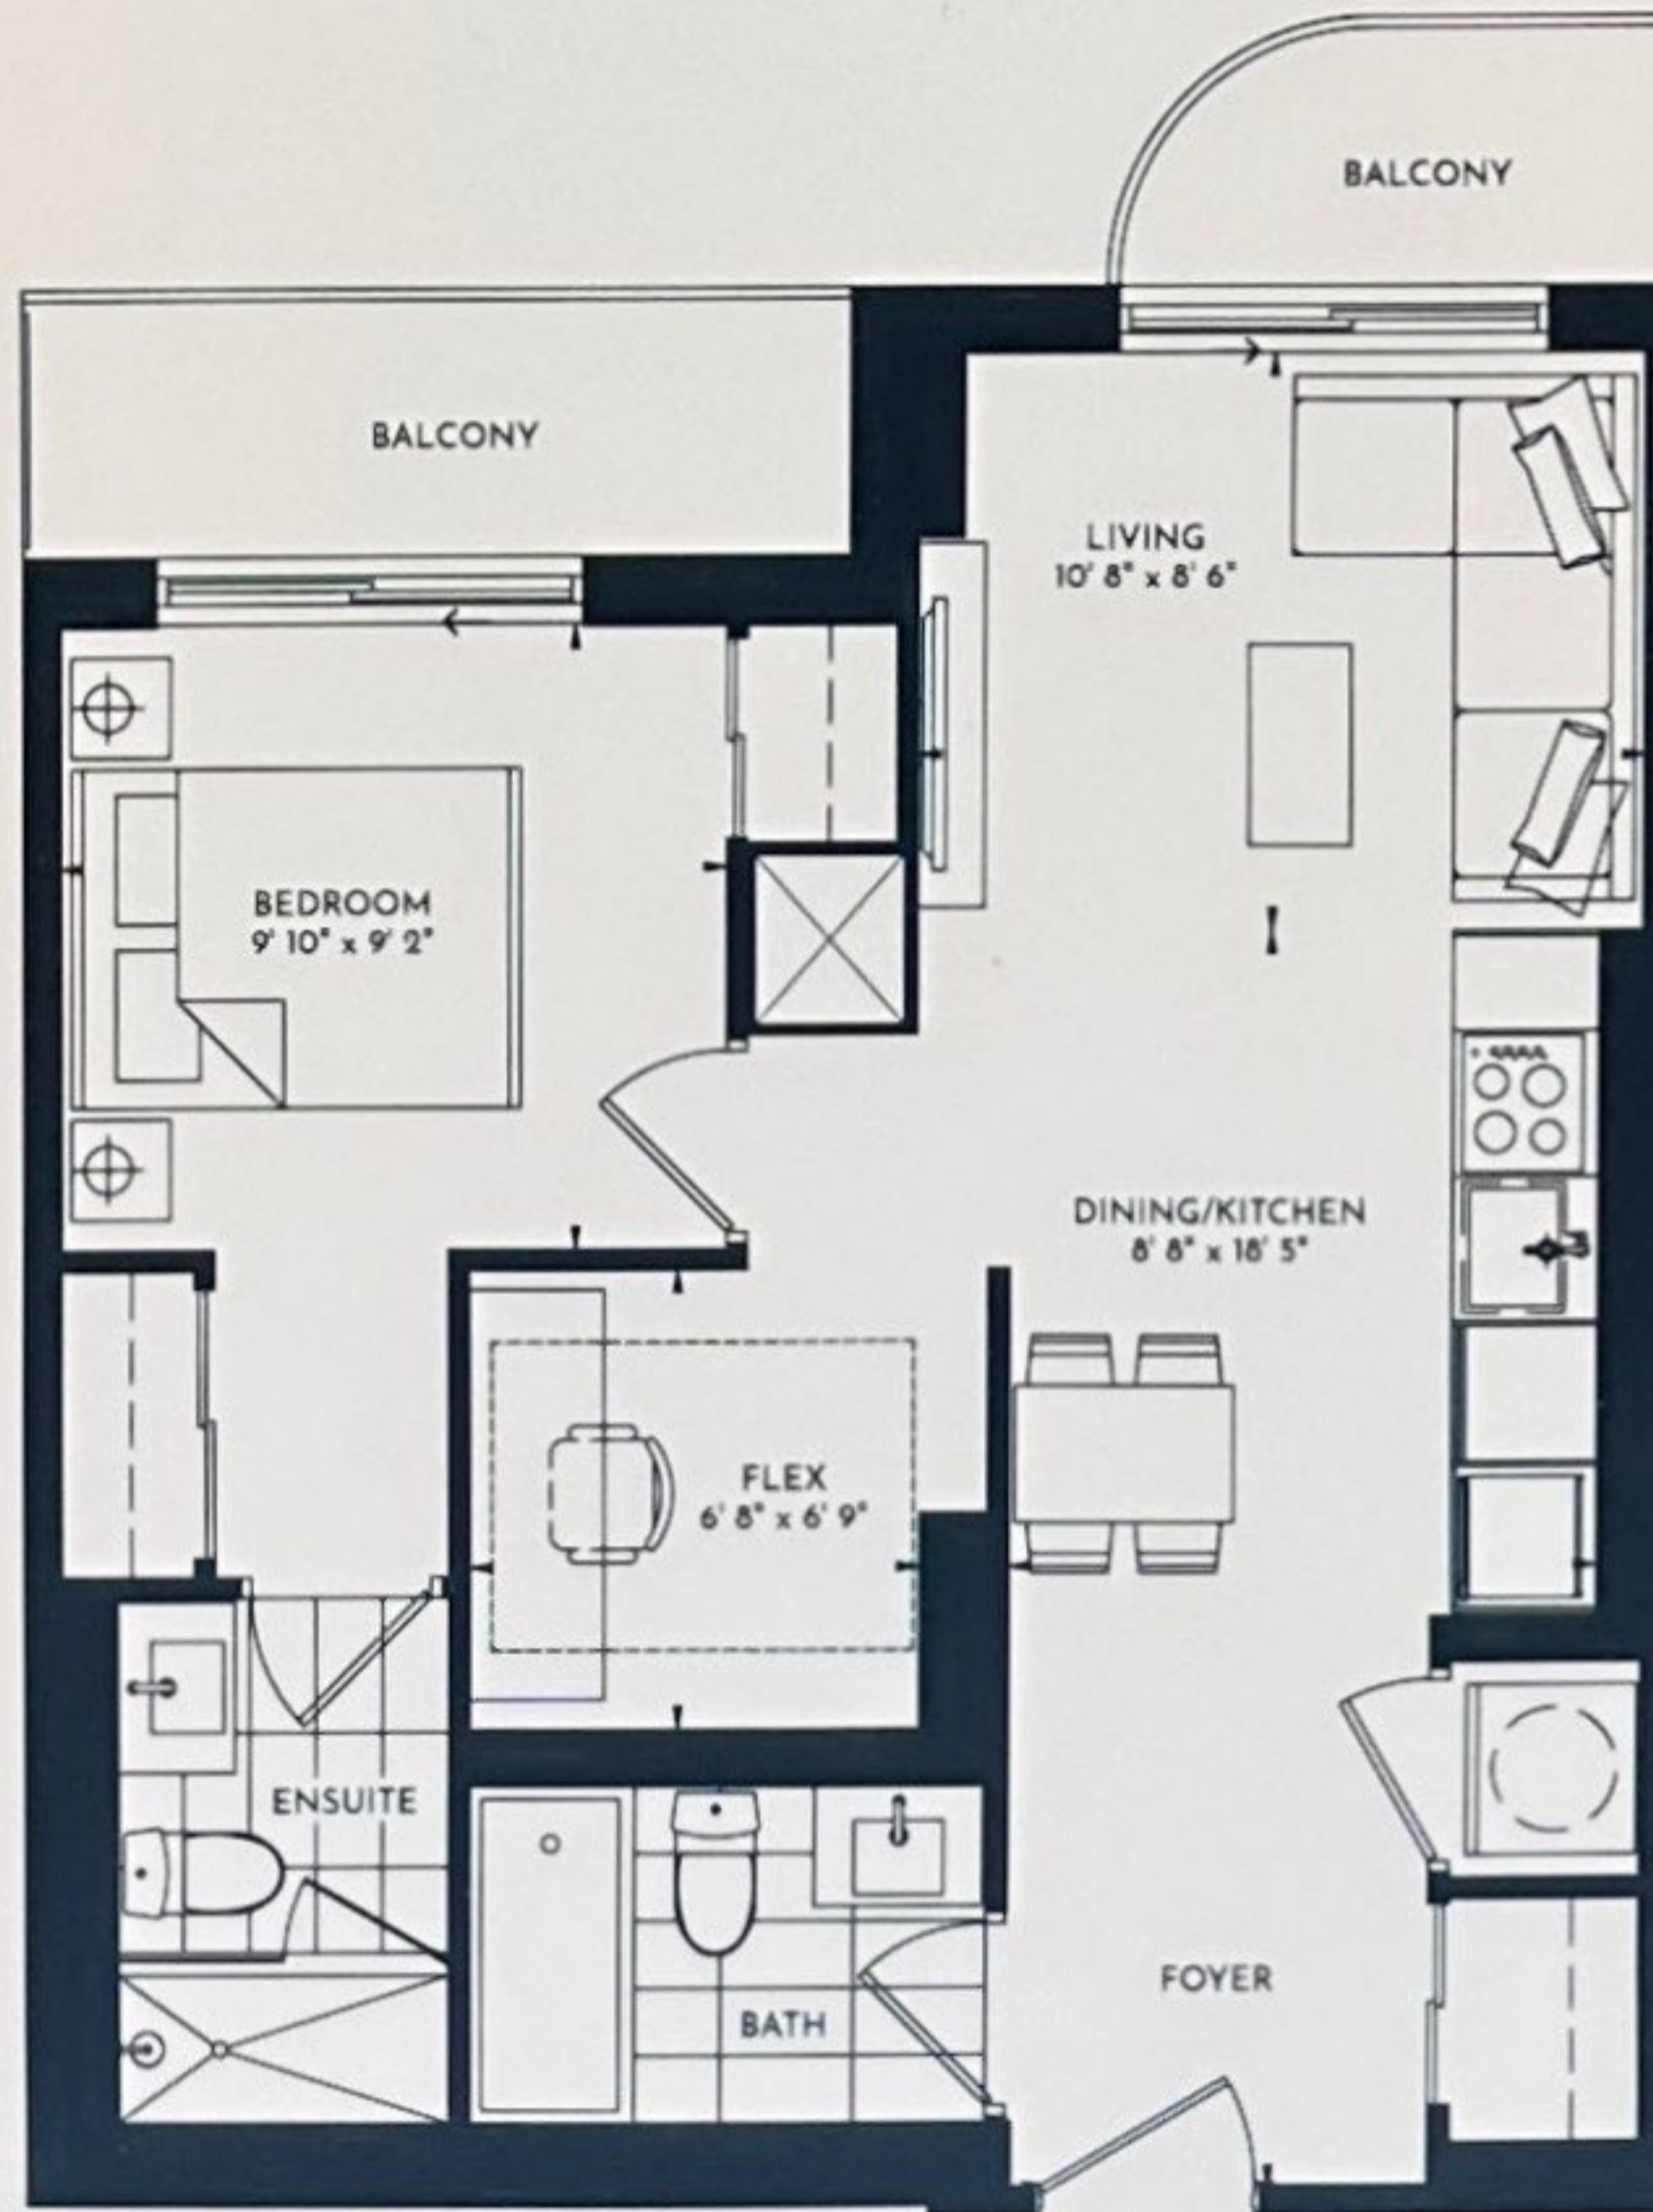 BALCONY
BALCONY
LIVING
10' 8" x 8' 6"
BEDROOM
9' 10" x 9' 2"
DINING/KITCHEN
8' 8" x 18' 5"
FLEX
6' 8" x 6' 9"
ENSUITE
FOYER
BATH